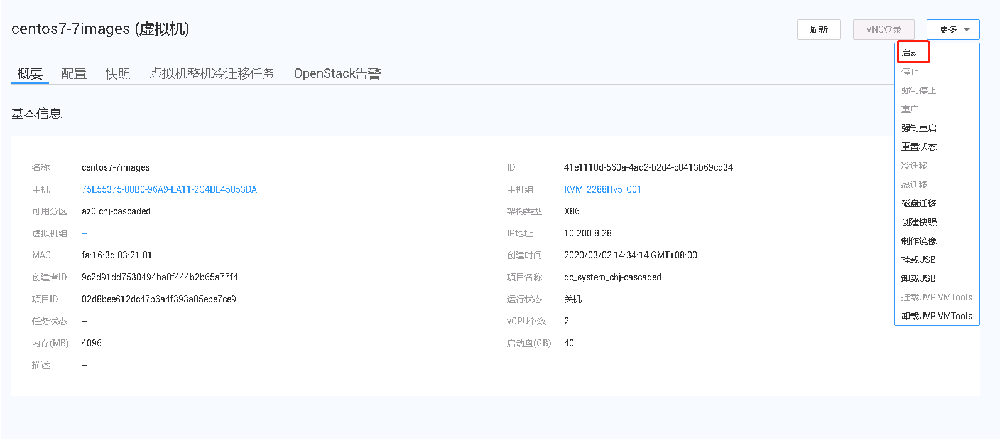 centos7-7images (虚拟机)
刷新 VNC登录 更多
概要 配置 快照 虚拟机整机冷迁移任务 OpenStack告警
基本信息
名称 centos7-7images
主机 75E55375-08B0-96A9-EA11-2C4DE45053DA
可用分区 az0.chj-cascaded
虚拟机组 –
MAC fa:16:3d:03:21:81
创建者ID 9c2d91dd7530494ba8f444b2b65a77f4
项目ID 02d8bee612dc47b6a4f393a85ebe7ce9
任务状态 –
内存(MB) 4096
描述 –
ID 41e1110d-560a-4ad2-b2d4-c8413b69cd34
主机组 KVM_2288Hv5_C01
架构类型 X86
IP地址 10.200.8.28
创建时间 2020/03/02 14:34:14 GMT+08:00
项目名称 dc_system_chj-cascaded
运行状态 关机
vCPU个数 2
启动盘(GB) 40
启动
停止
强制停止
重启
强制重启
重置状态
冷迁移
热迁移
磁盘迁移
创建快照
制作镜像
挂载USB
卸载USB
挂载UVP VMTools
卸载UVP VMTools